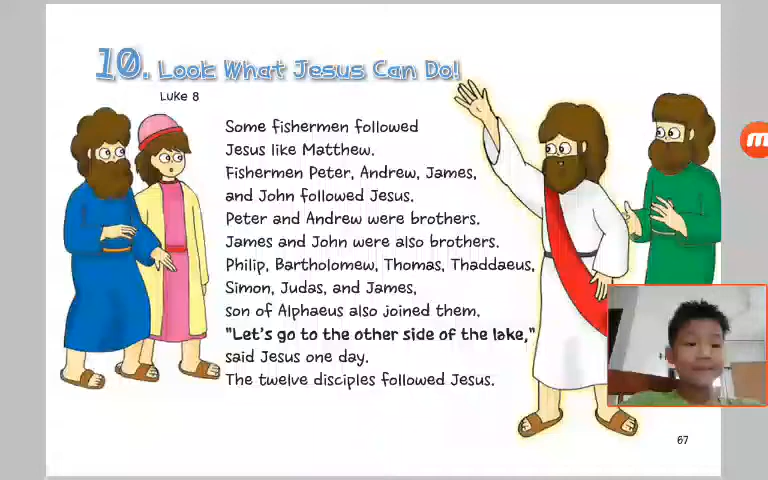 10. Look What Jesus Can Do!
Luke 8
Some fishermen followed
Jesus like Matthew.
Fishermen Peter, Andrew, James,
and John followed Jesus.
Peter and Andrew were brothers.
James and John were also brothers.
Philip, Bartholomew, Thomas, Thaddaeus,
Simon, Judas, and James,
son of Alphaeus also joined them.
"Let's go to the other side of the lake,"
said Jesus one day.
The twelve disciples followed Jesus.
67